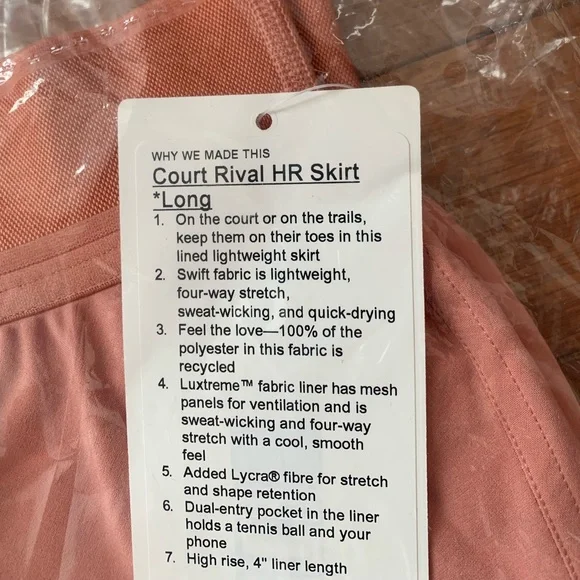 WHY WE MADE THIS
Court Rival HR Skirt
*Long
1. On the court or on the trails,
keep them on their toes in this
lined lightweight skirt
2. Swift fabric is lightweight,
four-way stretch,
sweat-wicking, and quick-drying
3. Feel the love—100% of the
polyester in this fabric is
recycled
4. Luxtreme™ fabric liner has mesh
panels for ventilation and is
sweat-wicking and four-way
stretch with a cool, smooth
feel
5. Added Lycra® fibre for stretch
and shape retention
6. Dual-entry pocket in the liner
holds a tennis ball and your
phone
7. High rise, 4" liner length